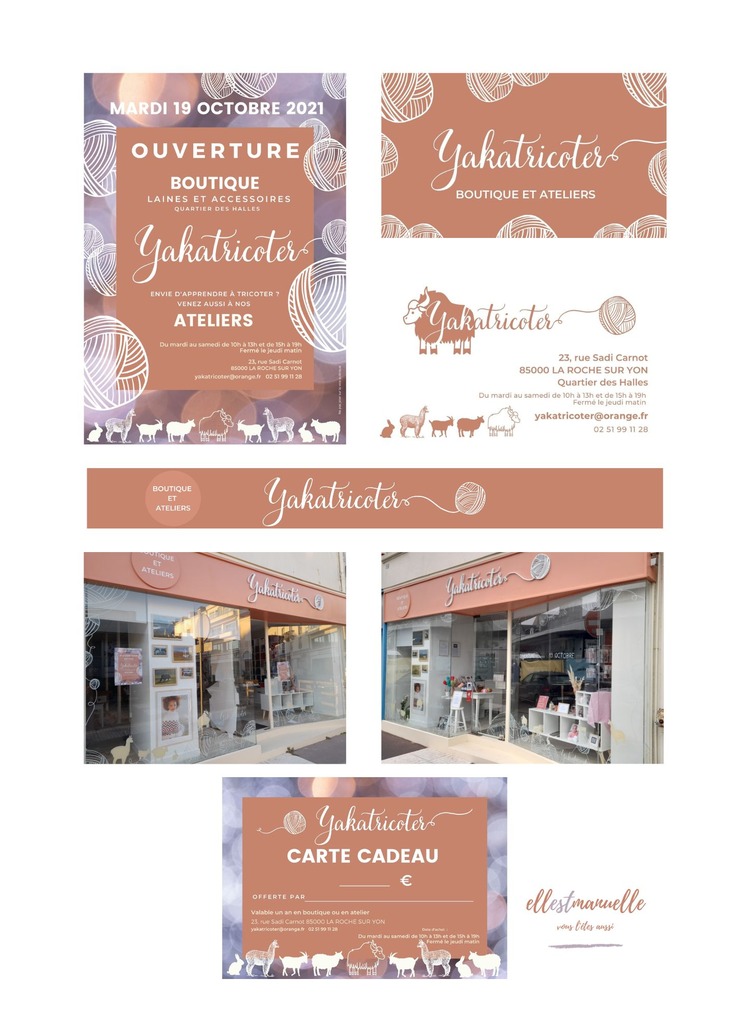 MARDI 19 OCTOBRE 2021
OUVERTURE
BOUTIQUE
LAINES ET ACCESSOIRES
QUARTIER DES HALLES
Yakatricoter
ENVIE D'APPRENDRE À TRICOTER ?
VENEZ AUSSI À NOS
ATELIERS
Du mardi au samedi de 10h à 13h et de 15h à 19h
Fermé le jeudi matin
23, rue Sadi Carnot
85000 LA ROCHE SUR YON
yakatricoter@orange.fr 02 51 99 11 28
Yakatricoter
BOUTIQUE ET ATELIERS
Yakatricoter
23, rue Sadi Carnot
85000 LA ROCHE SUR YON
Quartier des Halles
Du mardi au samedi de 10h à 13h et de 15h à 19h
Fermé le jeudi matin
yakatricoter@orange.fr
02 51 99 11 28
BOUTIQUE
ET
ATELIERS
Yakatricoter
BOUTIQUE
ET
ATELIERS
Yakatricoter
ET
Yakatricoter
OCTOBRE
Yakatricoter
CARTE CADEAU
€
OFFERTE PAR
Valable un an en boutique ou en atelier
23, rue Sadi Carnot 85000 LA ROCHE SUR YON
yakatricoter@orange.fr 02 51 99 11 28
Du mardi au samedi de 10h à 13h et de 15h à 19h
Fermé le jeudi matin
ellestmanuelle
vous l'êtes aussi